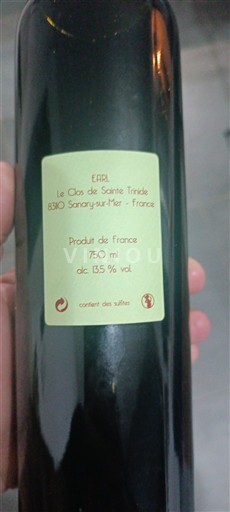 EARL
Le Clos de Sainte Trinide
83110 Sanary-sur-Mer - France
Produit de France
750 ml
alc. 13.5 % vol.
contient des sulfites